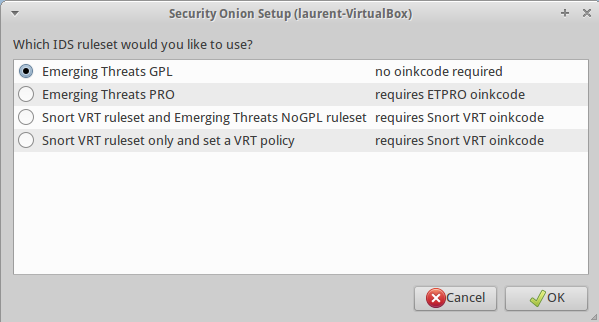 Security Onion Setup (laurent-VirtualBox)
Which IDS ruleset would you like to use?
Emerging Threats GPL no oinkcode required
Emerging Threats PRO requires ETPRO oinkcode
Snort VRT ruleset and Emerging Threats NoGPL ruleset requires Snort VRT oinkcode
Snort VRT ruleset only and set a VRT policy requires Snort VRT oinkcode
Cancel OK